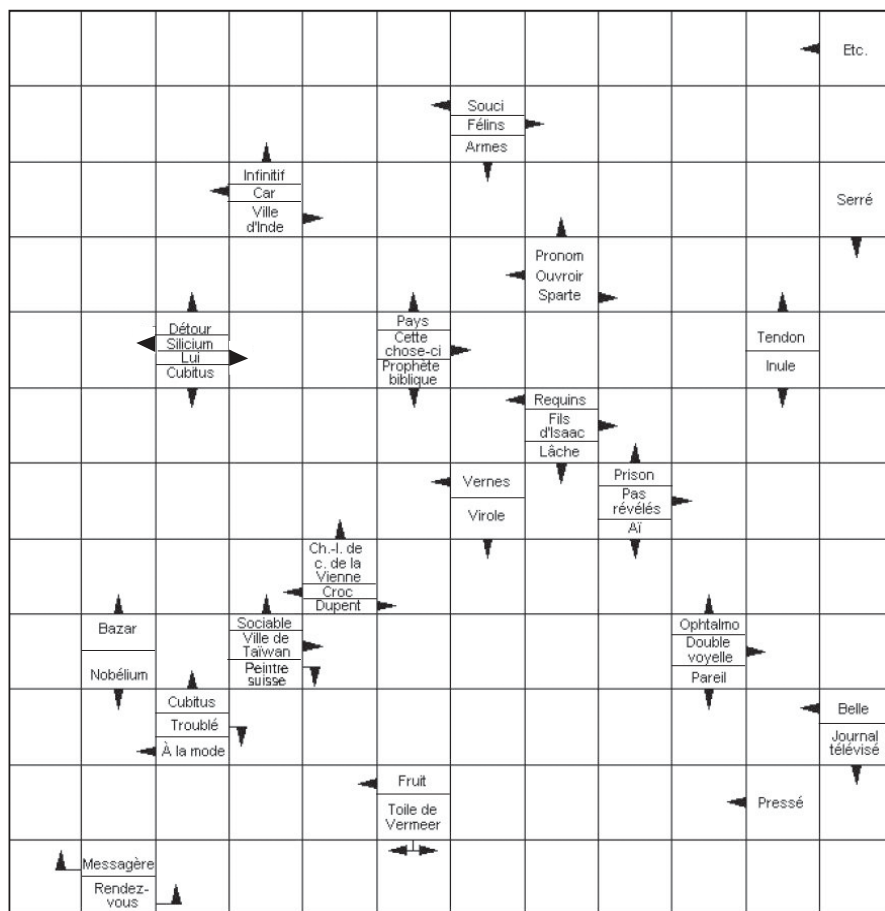 Etc.
Souci
Félins
Armes
Infinitif
Car
Ville
d'Inde
Serré
Pronom
Ouvroir
Sparte
Détour
Silicium
Lui
Cubitus
Pays
Cette
chose-ci
Prophète
biblique
Tendon
Inule
Requins
Fils
d'Isaac
Lâche
Vernes
Virole
Prison
Pas
révélés
Aï
Ch.-l. de
c. de la
Vienne
Croc
Dupent
Bazar
Nobélium
Sociable
Ville de
Taïwan
Peintre
suisse
Ophtalmo
Double
voyelle
Pareil
Cubitus
Troublé
À la mode
Belle
Journal
télévisé
Fruit
Toile de
Vermeer
Pressé
Messagère
Rendez-
vous